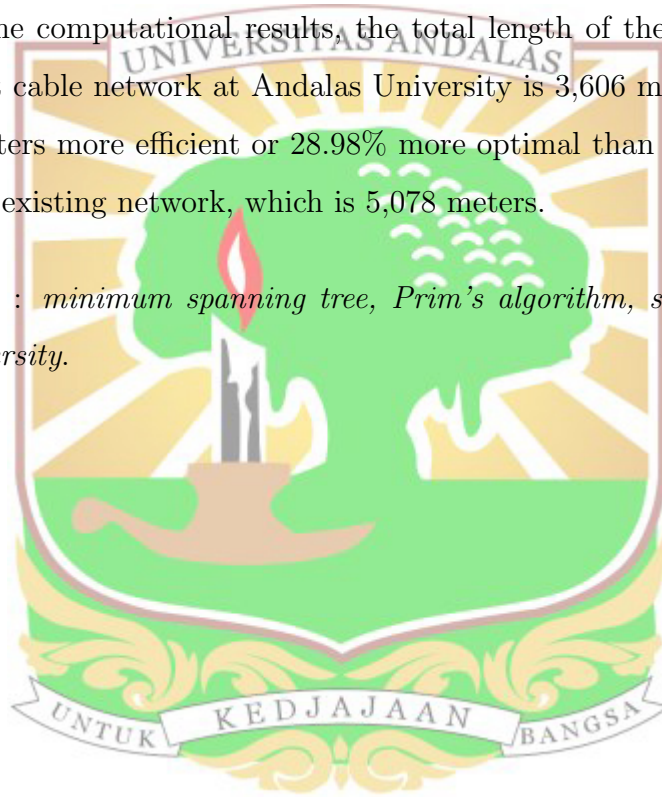 ne computational results, the total length of the
UNIVERSITAS ANDALAS
cable network at Andalas University is 3,606 m
ters more efficient or 28.98% more optimal than
existing network, which is 5,078 meters.
: minimum spanning tree, Prim's algorithm, s
ersity.
UNTUK KEDJAJAAN BANGSA